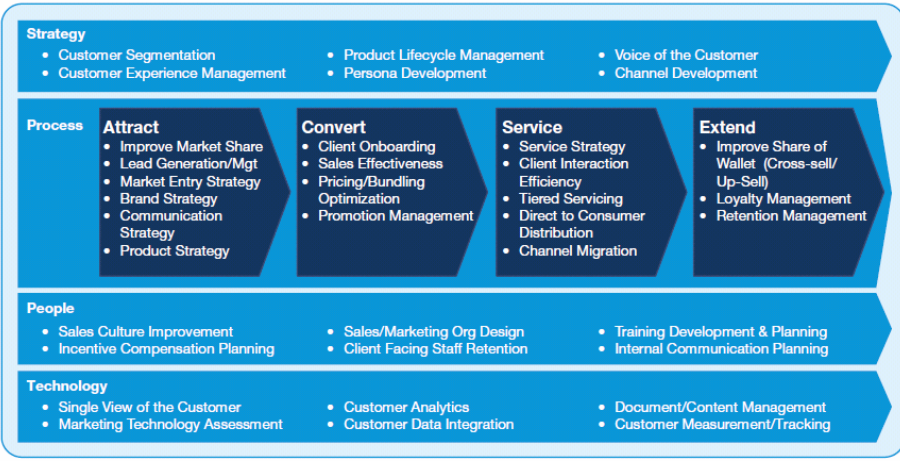 Strategy
• Customer Segmentation
• Customer Experience Management
• Product Lifecycle Management
• Persona Development
• Voice of the Customer
• Channel Development
Process
Attract
• Improve Market Share
• Lead Generation/Mgt
• Market Entry Strategy
• Brand Strategy
• Communication
Strategy
• Product Strategy
Convert
• Client Onboarding
• Sales Effectiveness
• Pricing/Bundling
Optimization
• Promotion Management
Service
• Service Strategy
• Client Interaction
Efficiency
• Tiered Servicing
• Direct to Consumer
Distribution
• Channel Migration
Extend
• Improve Share of
Wallet (Cross-sell/
Up-Sell)
• Loyalty Management
• Retention Management
People
• Sales Culture Improvement
• Incentive Compensation Planning
• Sales/Marketing Org Design
• Client Facing Staff Retention
• Training Development & Planning
• Internal Communication Planning
Technology
• Single View of the Customer
• Marketing Technology Assessment
• Customer Analytics
• Customer Data Integration
• Document/Content Management
• Customer Measurement/Tracking